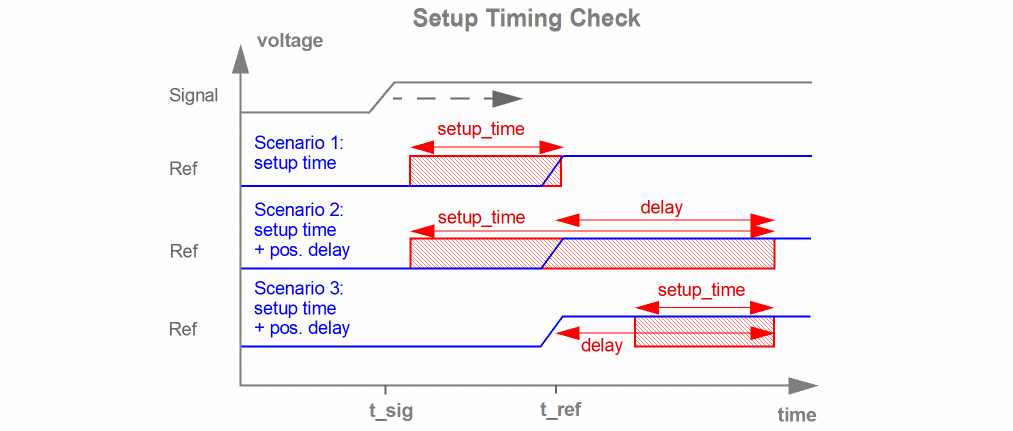 Setup Timing Check
voltage
Signal
setup_time
Scenario 1:
setup time
Ref
Scenario 2:
setup time
+ pos. delay
delay
setup_time
Ref
Scenario 3:
setup time
+ pos. delay
setup_time
Ref
delay
t_sig
t_ref
time